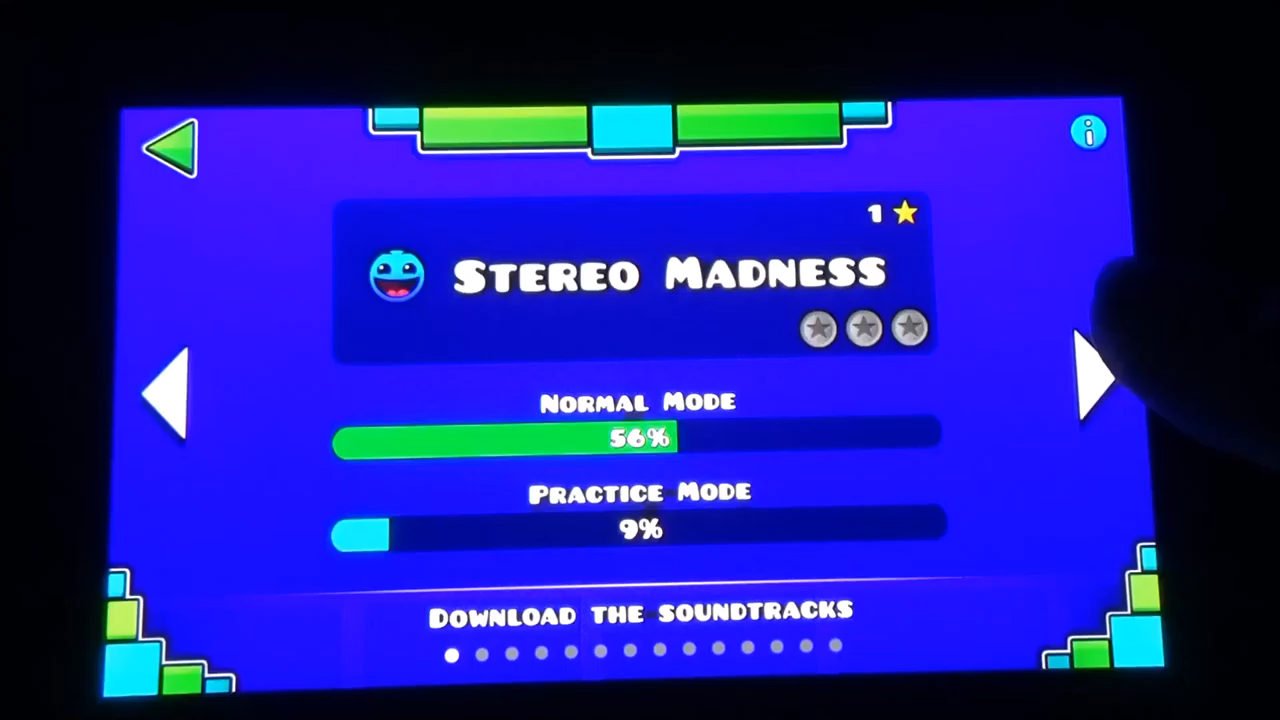 1
STEREO MADNESS
NORMAL MODE
56%
PRACTICE MODE
9%
DOWNLOAD THE SOUNDTRACKS